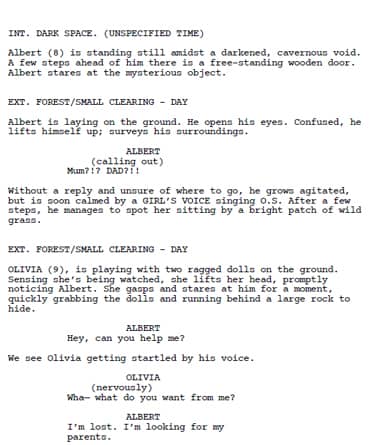 INT. DARK SPACE. (UNSPECIFIED TIME)
Albert (8) is standing still amidst a darkened, cavernous void.
A few steps ahead of him there is a free-standing wooden door.
Albert stares at the mysterious object.
EXT. FOREST/SMALL CLEARING - DAY
Albert is laying on the ground. He opens his eyes. Confused, he
lifts himself up; surveys his surroundings.
ALBERT
(calling out)
Mum?!? DAD?!!
Without a reply and unsure of where to go, he grows agitated,
but is soon calmed by a GIRL'S VOICE singing O.S. After a few
steps, he manages to spot her sitting by a bright patch of wild
grass.
EXT. FOREST/SMALL CLEARING - DAY
OLIVIA (9), is playing with two ragged dolls on the ground.
Sensing she's being watched, she lifts her head, promptly
noticing Albert. She gasps and stares at him for a moment,
quickly grabbing the dolls and running behind a large rock to
hide.
ALBERT
Hey, can you help me?
We see Olivia getting startled by his voice.
OLIVIA
(nervously)
Wha— what do you want from me?
ALBERT
I'm lost. I'm looking for my
parents.